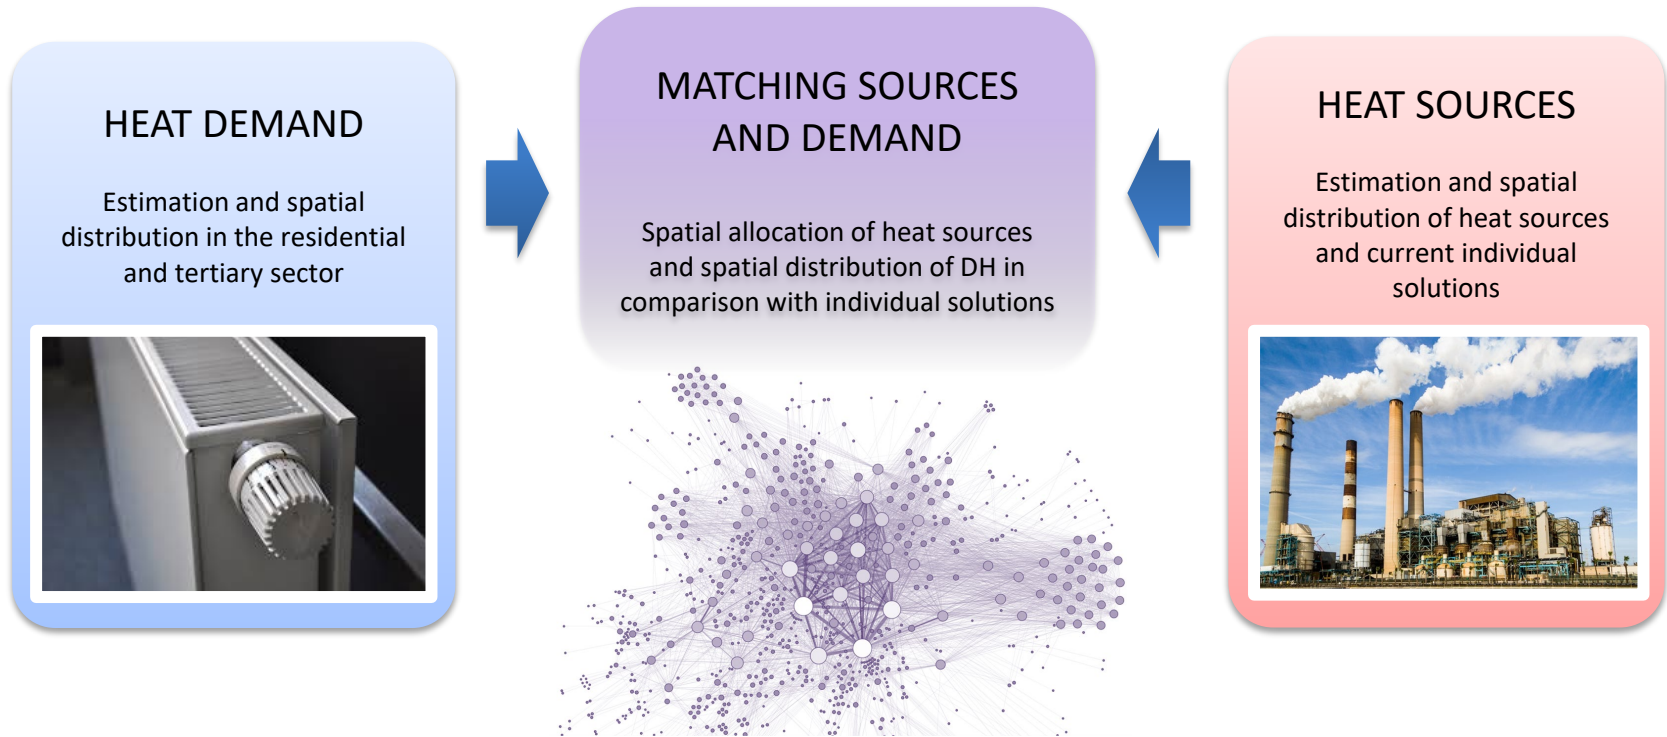 HEAT DEMAND
Estimation and spatial
distribution in the residential
and tertiary sector
MATCHING SOURCES
AND DEMAND
Spatial allocation of heat sources
and spatial distribution of DH in
comparison with individual solutions
HEAT SOURCES
Estimation and spatial
distribution of heat sources
and current individual
solutions